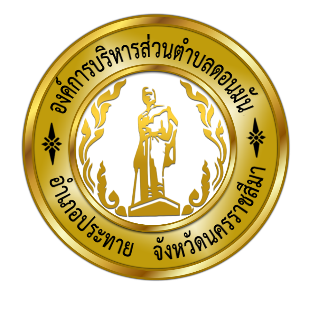 องค์การบริหารส่วนตำบลดอนมัน
อำเภอประทาย จังหวัดนครราชสีมา